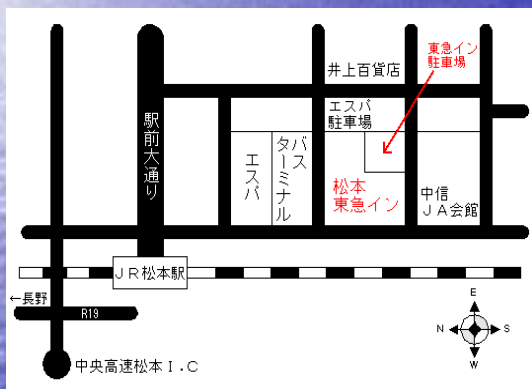 東急イン
駐車場
井上百貨店
駅前大通り
エスパ
駐車場
エスパ
バス
ターミナル
松本
東急イン
中信
ＪＡ会館
ＪＲ松本駅
←長野
R19
中央高速松本Ｉ.Ｃ
E
N
S
W